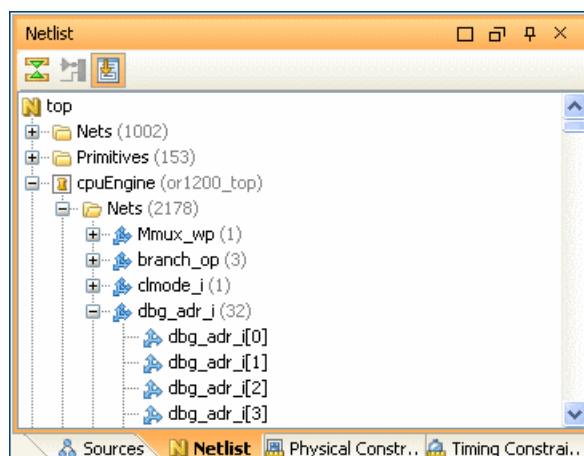 Netlist
top
Nets (1002)
Primitives (153)
cpuEngine (or1200_top)
Nets (2178)
Mmux_wp (1)
branch_op (3)
clmode_i (1)
dbg_adr_i (32)
dbg_adr_i[0]
dbg_adr_i[1]
dbg_adr_i[2]
dbg_adr_i[3]
Sources Netlist Physical Constr.. Timing Constrai..